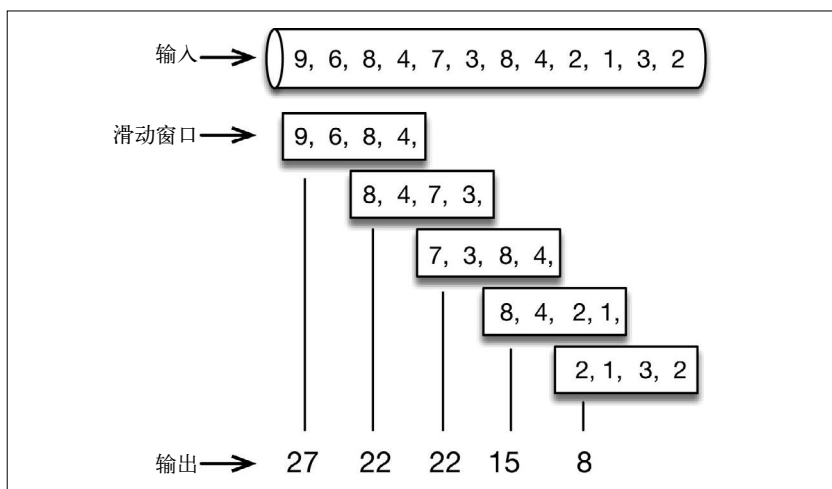 输入 9, 6, 8, 4, 7, 3, 8, 4, 2, 1, 3, 2
滑动窗口 9, 6, 8, 4,
8, 4, 7, 3,
7, 3, 8, 4,
8, 4, 2, 1,
2, 1, 3, 2
输出 27 22 22 15 8